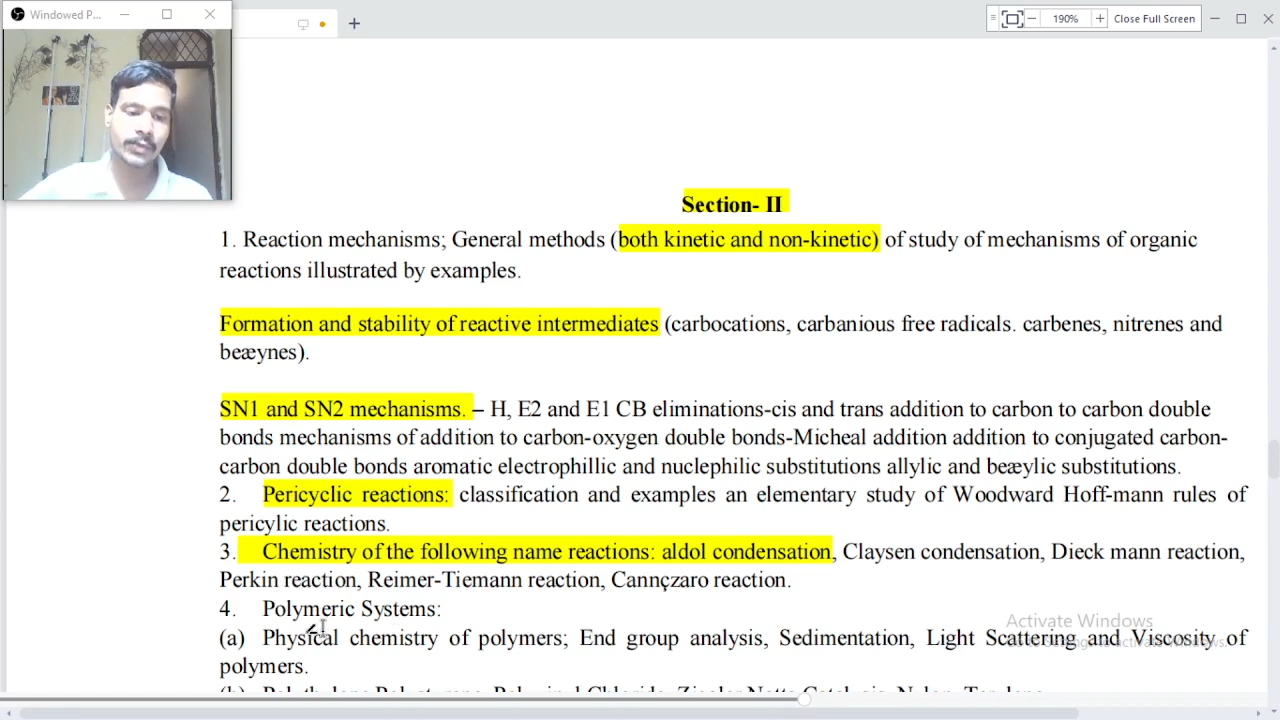 Windowed P...
190%
Close Full Screen
Section- II
1. Reaction mechanisms; General methods (both kinetic and non-kinetic) of study of mechanisms of organic
reactions illustrated by examples.
Formation and stability of reactive intermediates (carbocations, carbanious free radicals. carbenes, nitrenes and
beæynes).
SN1 and SN2 mechanisms. – H, E2 and E1 CB eliminations-cis and trans addition to carbon to carbon double
bonds mechanisms of addition to carbon-oxygen double bonds-Micheal addition addition to conjugated carbon-
carbon double bonds aromatic electrophillic and nuclephilic substitutions allylic and beæylic substitutions.
2. Pericyclic reactions: classification and examples an elementary study of Woodward Hoff-mann rules of
pericylic reactions.
3. Chemistry of the following name reactions: aldol condensation, Claysen condensation, Dieck mann reaction,
Perkin reaction, Reimer-Tiemann reaction, Cannçzaro reaction.
4. Polymeric Systems:
(a) Physical chemistry of polymers; End group analysis, Sedimentation, Light Scattering and Viscosity of
polymers.
Activate Windows
Go to Settings to activate Windows.